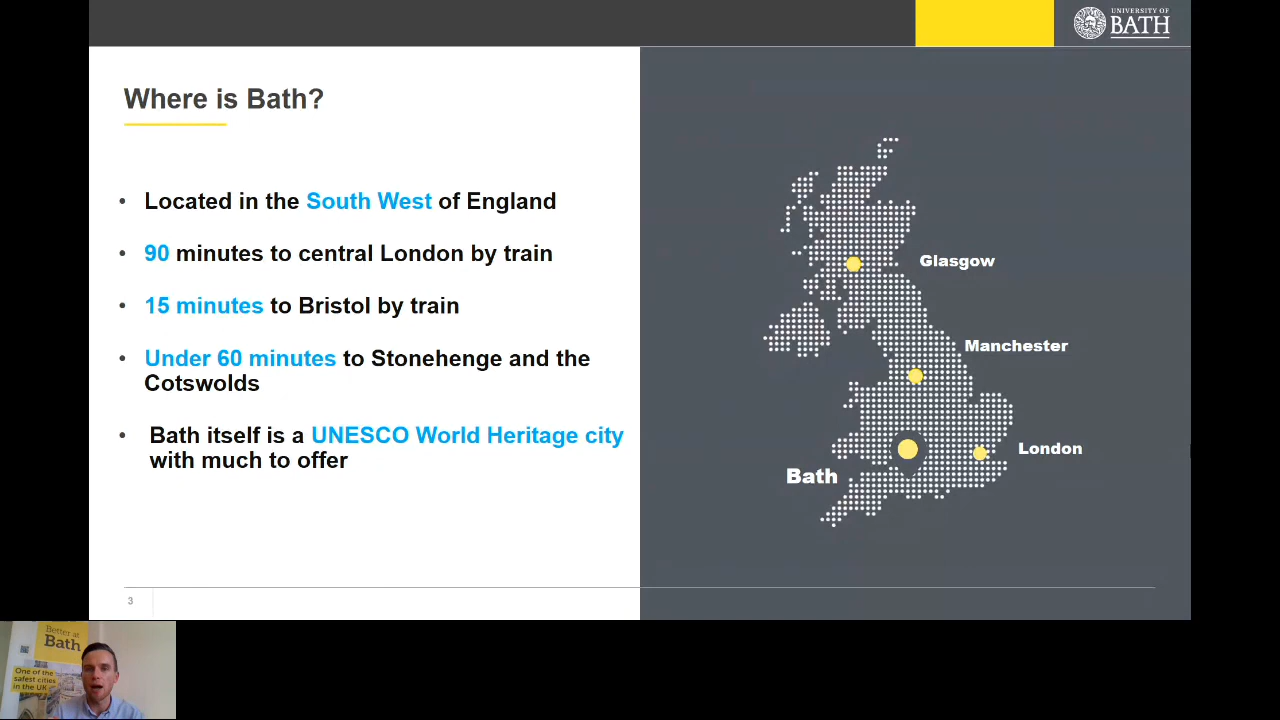 UNIVERSITY OF
BATH
Where is Bath?
• Located in the South West of England
• 90 minutes to central London by train
• 15 minutes to Bristol by train
• Under 60 minutes to Stonehenge and the
Cotswolds
• Bath itself is a UNESCO World Heritage city
with much to offer
Glasgow
Manchester
London
Bath
3
Better at
Bath
One of the
safest cities
in the UK